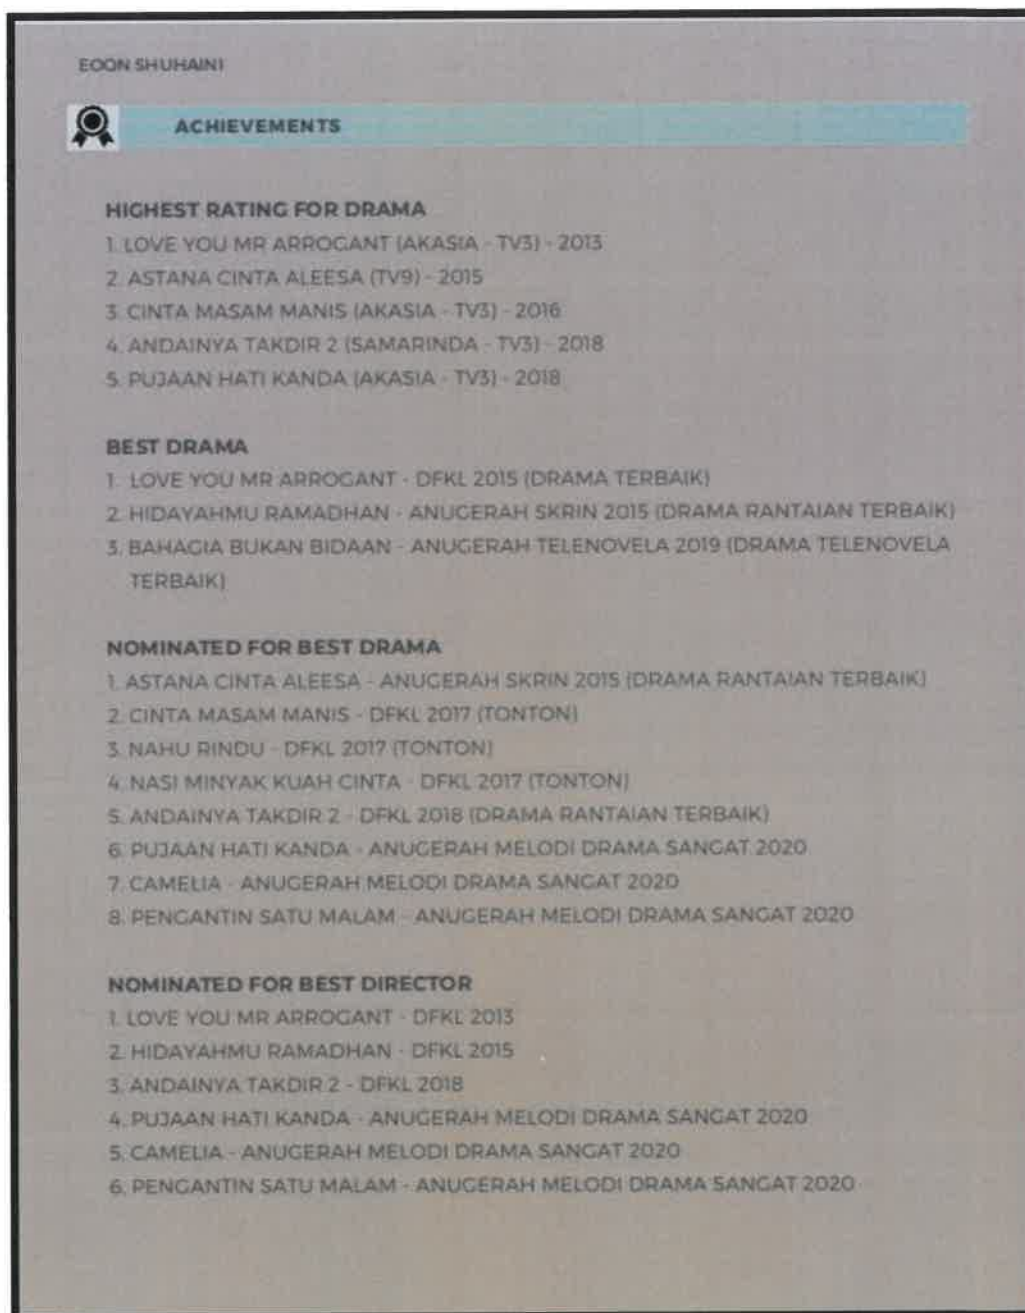 EOON SHUHAINI
ACHIEVEMENTS
HIGHEST RATING FOR DRAMA
1. LOVE YOU MR ARROGANT (AKASIA - TV3) - 2013
2. ASTANA CINTA ALEESA (TV9) - 2015
3. CINTA MASAM MANIS (AKASIA - TV3) - 2016
4. ANDAINYA TAKDIR 2 (SAMARINDA - TV3) - 2018
5. PUJAAN HATI KANDA (AKASIA - TV3) - 2018
BEST DRAMA
1. LOVE YOU MR ARROGANT - DFKL 2015 (DRAMA TERBAIK)
2. HIDAYAHMU RAMADHAN - ANUGERAH SKRIN 2015 (DRAMA RANTAIAN TERBAIK)
3. BAHAGIA BUKAN BIDAAN - ANUGERAH TELENOVELA 2019 (DRAMA TELENOVELA
TERBAIK)
NOMINATED FOR BEST DRAMA
1. ASTANA CINTA ALEESA - ANUGERAH SKRIN 2015 (DRAMA RANTAIAN TERBAIK)
2. CINTA MASAM MANIS - DFKL 2017 (TONTON)
3. NAHU RINDU - DFKL 2017 (TONTON)
4. NASI MINYAK KUAH CINTA - DFKL 2017 (TONTON)
5. ANDAINYA TAKDIR 2 - DFKL 2018 (DRAMA RANTAIAN TERBAIK)
6. PUJAAN HATI KANDA - ANUGERAH MELODI DRAMA SANGAT 2020
7. CAMELIA - ANUGERAH MELODI DRAMA SANGAT 2020
8. PENGANTIN SATU MALAM - ANUGERAH MELODI DRAMA SANGAT 2020
NOMINATED FOR BEST DIRECTOR
1. LOVE YOU MR ARROGANT - DFKL 2013
2. HIDAYAHMU RAMADHAN - DFKL 2015
3. ANDAINYA TAKDIR 2 - DFKL 2018
4. PUJAAN HATI KANDA - ANUGERAH MELODI DRAMA SANGAT 2020
5. CAMELIA - ANUGERAH MELODI DRAMA SANGAT 2020
6. PENGANTIN SATU MALAM - ANUGERAH MELODI DRAMA SANGAT 2020